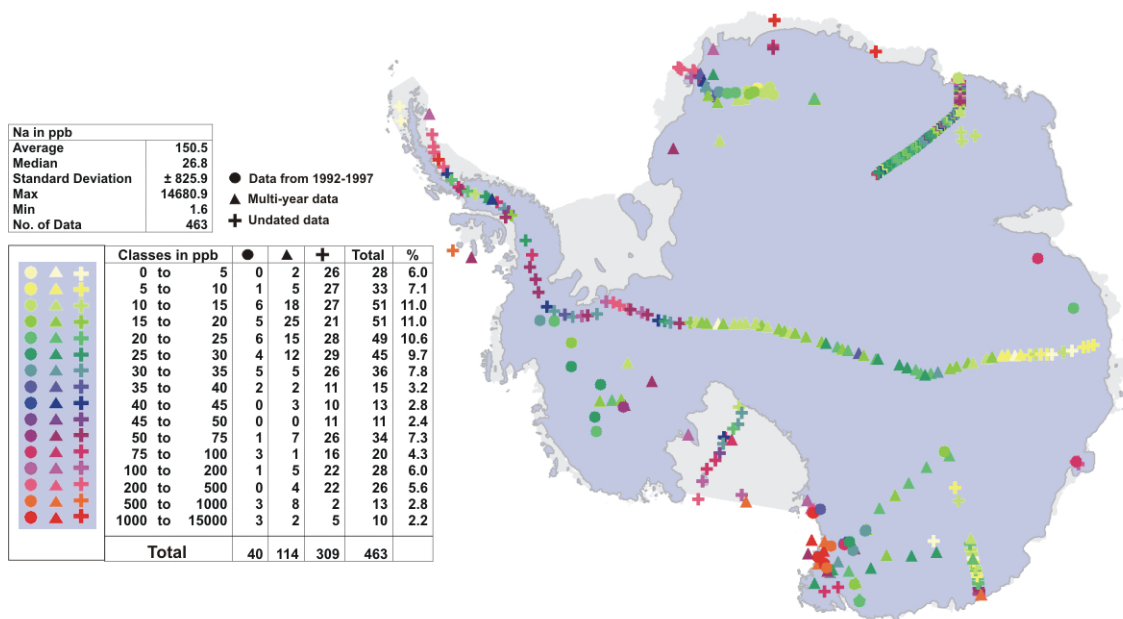 Na in ppb
Average 150.5
Median 26.8
Standard Deviation ± 825.9
Max 14680.9
Min 1.6
No. of Data 463
Data from 1992-1997
Multi-year data
Undated data
Classes in ppb Total %
0 to 5 0 2 26 28 6.0
5 to 10 1 5 27 33 7.1
10 to 15 6 18 27 51 11.0
15 to 20 5 25 21 51 11.0
20 to 25 6 15 28 49 10.6
25 to 30 4 12 29 45 9.7
30 to 35 5 5 26 36 7.8
35 to 40 2 2 11 15 3.2
40 to 45 0 3 10 13 2.8
45 to 50 0 0 11 11 2.4
50 to 75 1 7 26 34 7.3
75 to 100 3 1 16 20 4.3
100 to 200 1 5 22 28 6.0
200 to 500 0 4 22 26 5.6
500 to 1000 3 8 2 13 2.8
1000 to 15000 3 2 5 10 2.2
Total 40 114 309 463